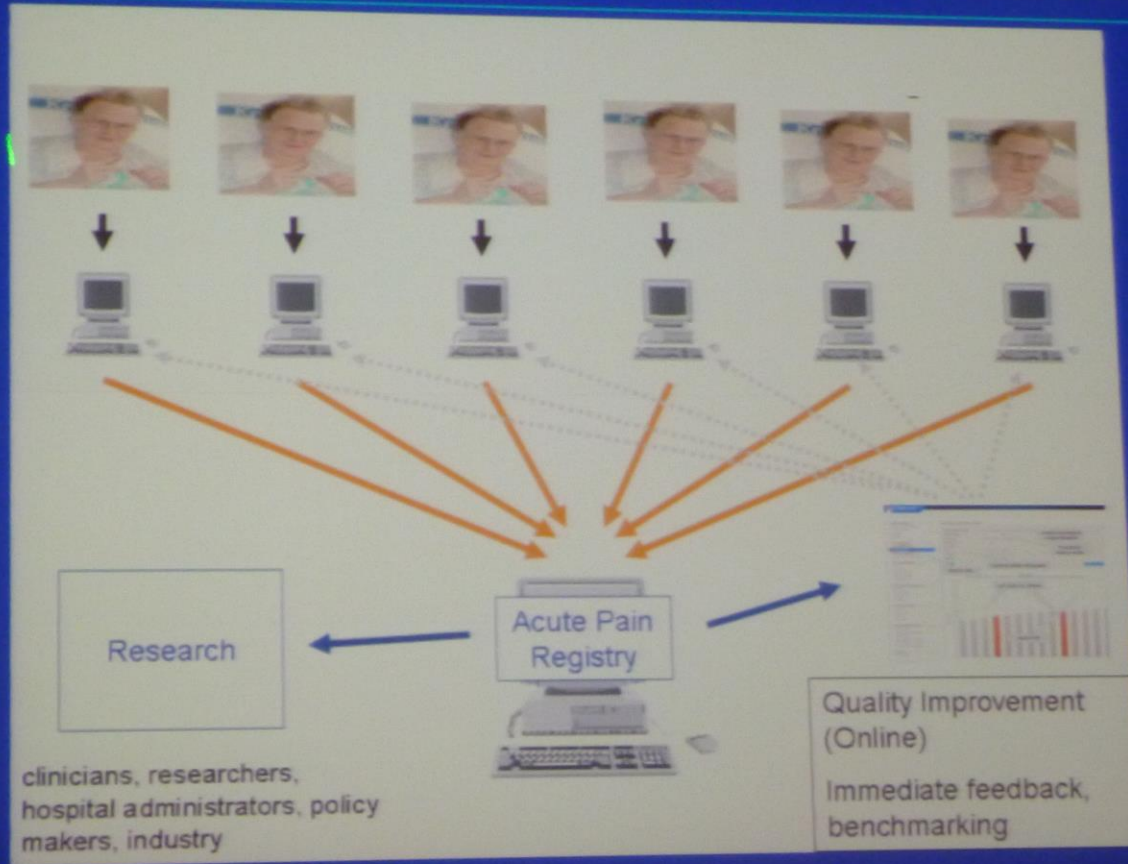 Acute Pain
Registry
Research
clinicians, researchers,
hospital administrators, policy
makers, industry
Quality Improvement
(Online)
Immediate feedback,
benchmarking